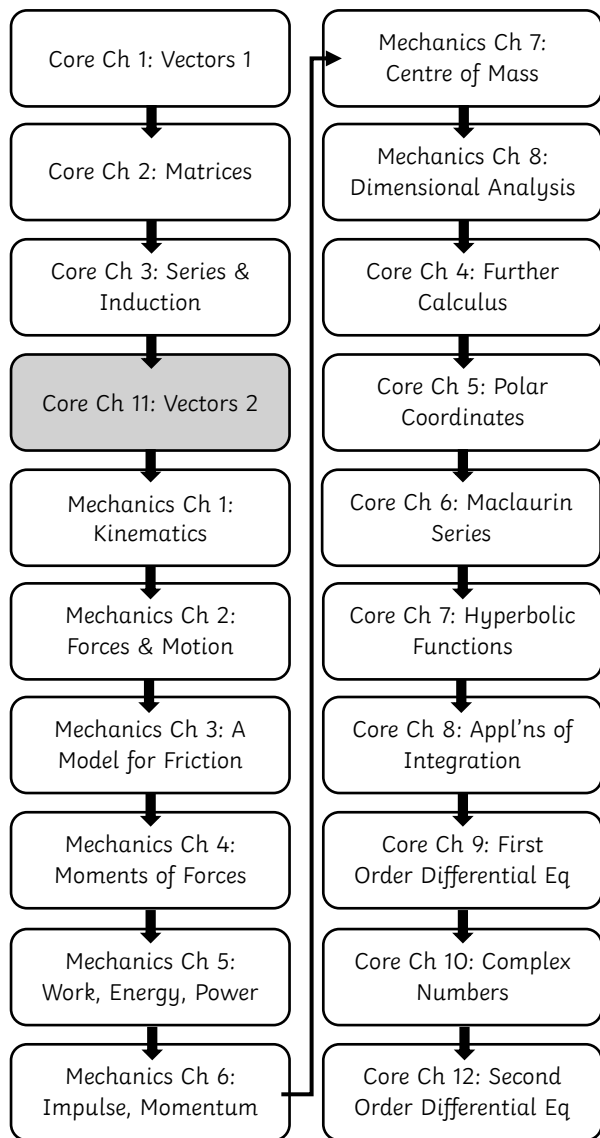 Core Ch 1: Vectors 1
Core Ch 2: Matrices
Core Ch 3: Series &
Induction
Core Ch 11: Vectors 2
Mechanics Ch 1:
Kinematics
Mechanics Ch 2:
Forces & Motion
Mechanics Ch 3: A
Model for Friction
Mechanics Ch 4:
Moments of Forces
Mechanics Ch 5:
Work, Energy, Power
Mechanics Ch 6:
Impulse, Momentum
Mechanics Ch 7:
Centre of Mass
Mechanics Ch 8:
Dimensional Analysis
Core Ch 4: Further
Calculus
Core Ch 5: Polar
Coordinates
Core Ch 6: Maclaurin
Series
Core Ch 7: Hyperbolic
Functions
Core Ch 8: Appl'ns of
Integration
Core Ch 9: First
Order Differential Eq
Core Ch 10: Complex
Numbers
Core Ch 12: Second
Order Differential Eq